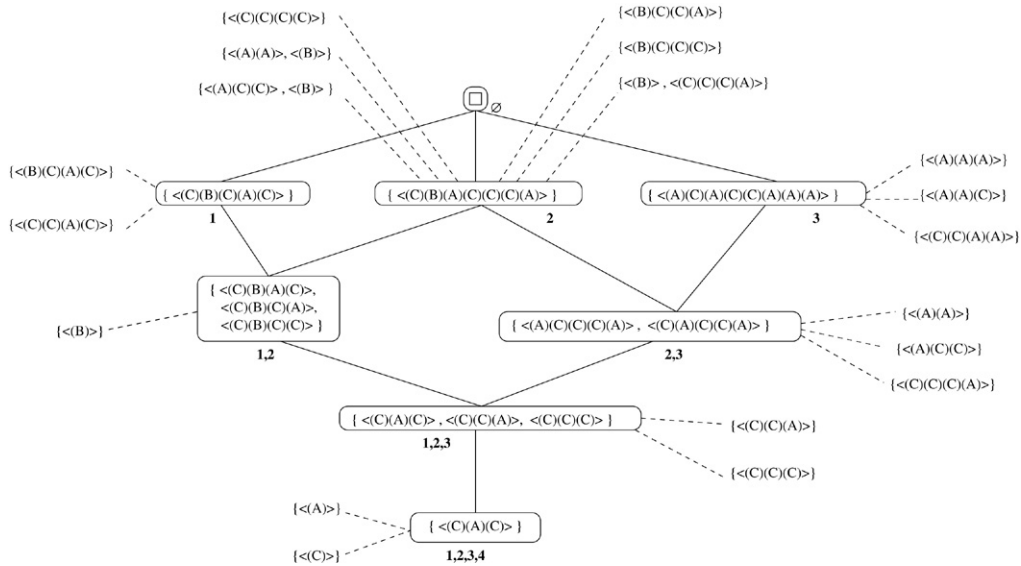 {<(C)(C)(C)(C)>}
{<(B)(C)(C)(A)>}
{<(A)(A)>, <(B)>}
{<(B)(C)(C)(C)>}
{<(A)(C)(C)> , <(B)> }
{<(B)> , <(C)(C)(C)(A)>}
∅
{<(B)(C)(A)(C)>}
{<(A)(A)(A)>}
{ <(C)(B)(C)(A)(C)> }
{ <(C)(B)(A)(C)(C)(C)(A)> }
{ <(A)(C)(A)(C)(C)(A)(A)(A)> }
{<(A)(A)(C)>}
{<(C)(C)(A)(C)>}
1
2
3
{<(C)(C)(A)(A)>}
{ <(C)(B)(A)(C)>,
<(C)(B)(C)(A)>,
<(C)(B)(C)(C)> }
{<(B)>}
{<(A)(A)>}
{ <(A)(C)(C)(C)(A)> , <(C)(A)(C)(C)(A)> }
1,2
2,3
{<(A)(C)(C)>}
{<(C)(C)(C)(A)>}
{ <(C)(A)(C)> , <(C)(C)(A)>, <(C)(C)(C)> }
{<(C)(C)(A)>}
1,2,3
{<(C)(C)(C)>}
{<(A)>}
{ <(C)(A)(C)> }
{<(C)>}
1,2,3,4